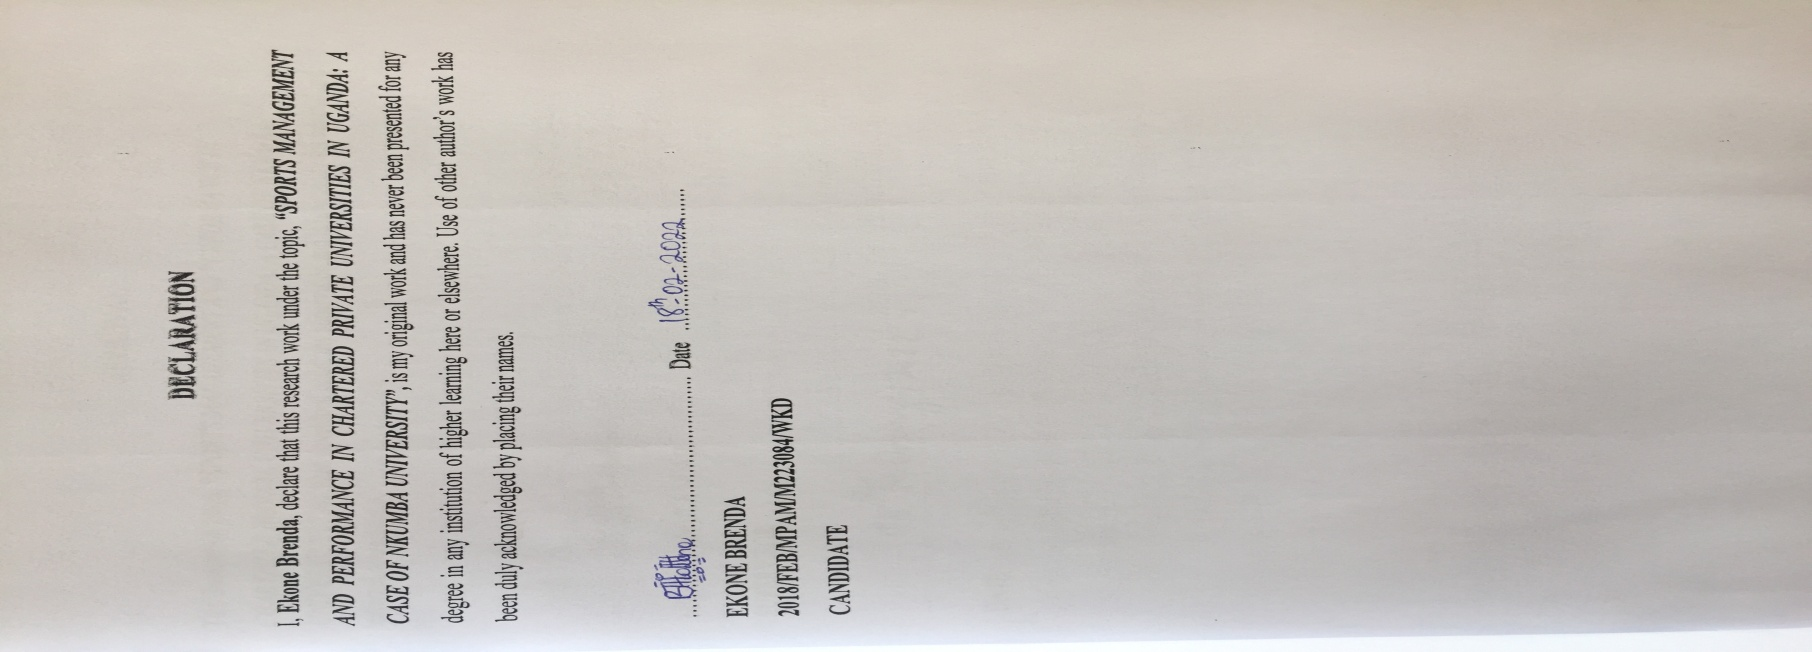 DECLARATION
I, Ekone Brenda, declare that this research work under the topic, “SPORTS MANAGEMENT
AND PERFORMANCE IN CHARTERED PRIVATE UNIVERSITIES IN UGANDA: A
CASE OF NKUMBA UNIVERSITY”, is my original work and has never been presented for any
degree in any institution of higher learning here or elsewhere. Use of other author's work has
been duly acknowledged by placing their names.
Date 18th-02-2022
EKONE BRENDA
2018/FEB/MPAM/M223084/WKD
CANDIDATE